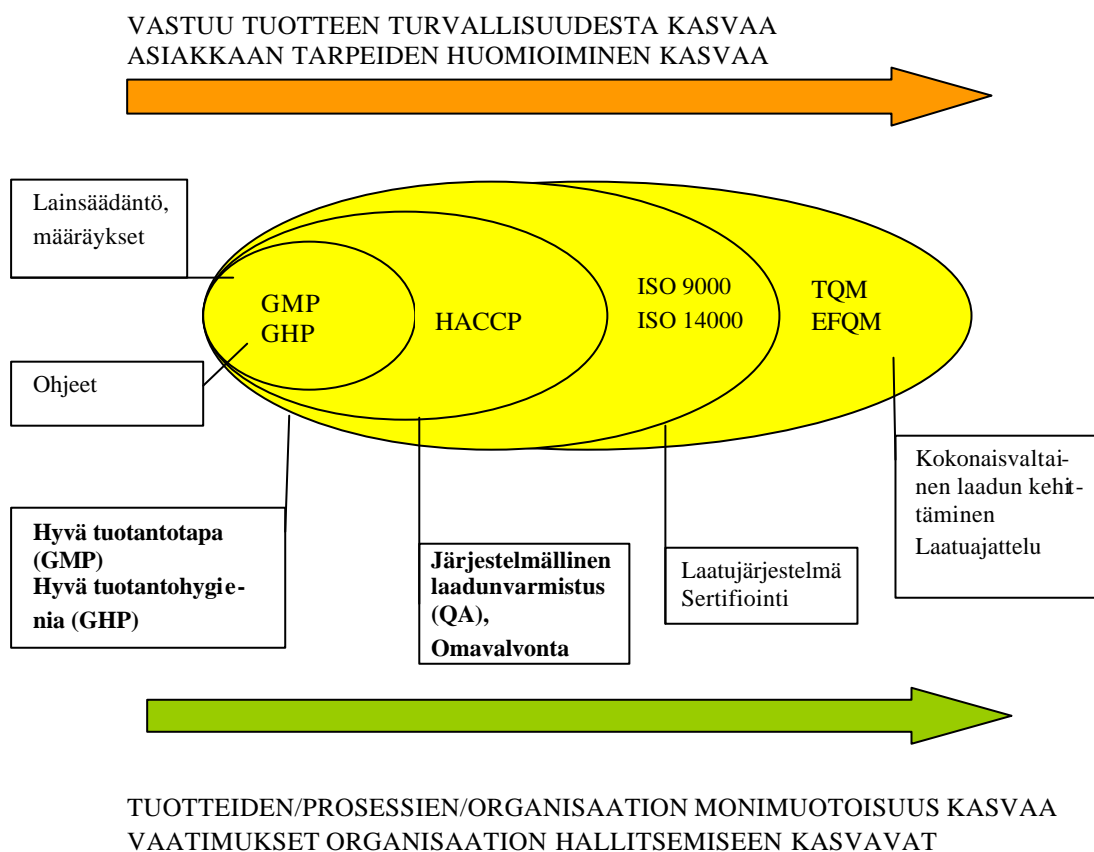 VASTUU TUOTTEEN TURVALLISUUDESTA KASVAA
ASIAKKAAN TARPEIDEN HUOMIOIMINEN KASVAA
Lainsäädäntö,
määräykset
GMP
GHP
HACCP
ISO 9000
ISO 14000
TQM
EFQM
Ohjeet
Hyvä tuotantotapa
(GMP)
Hyvä tuotantohygie-
nia (GHP)
Järjestelmällinen
laadunvarmistus
(QA),
Omavalvonta
Laatujärjestelmä
Sertifiointi
Kokonaisvaltai-
nen laadun kehit-
täminen
Laatuajattelu
TUOTTEIDEN/PROSESSIEN/ORGANISAATION MONIMUOTOISUUS KASVAA
VAATIMUKSET ORGANISAATION HALLITSEMISEEN KASVAVAT